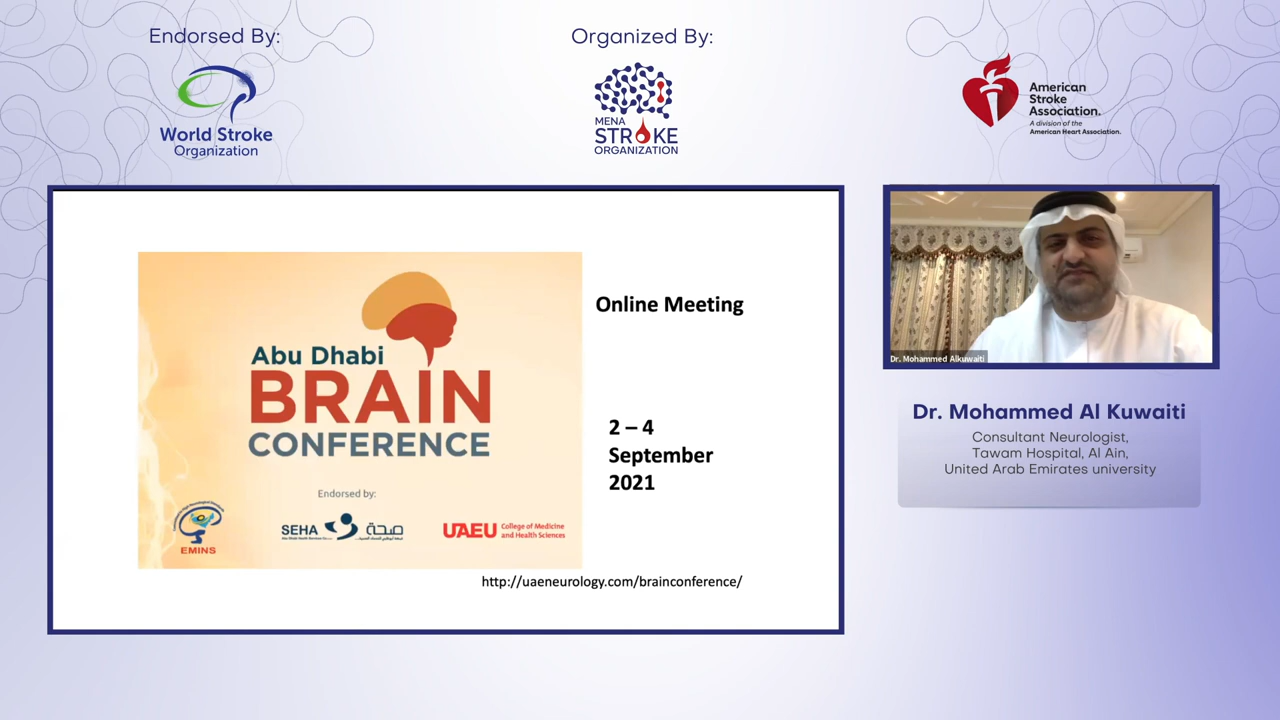 Endorsed By:
World Stroke
Organization
Organized By:
MENA
STROKE
ORGANIZATION
American
Stroke
Association.
A division of the
American Heart Association.
Abu Dhabi
BRAIN
CONFERENCE
Endorsed by:
EMINS
SEHA صحة
UAEU College of Medicine
and Health Sciences
Online Meeting
2 – 4
September
2021
http://uaeneurology.com/brainconference/
Dr. Mohammed Alkuwaiti
Dr. Mohammed Al Kuwaiti
Consultant Neurologist,
Tawam Hospital, Al Ain,
United Arab Emirates university